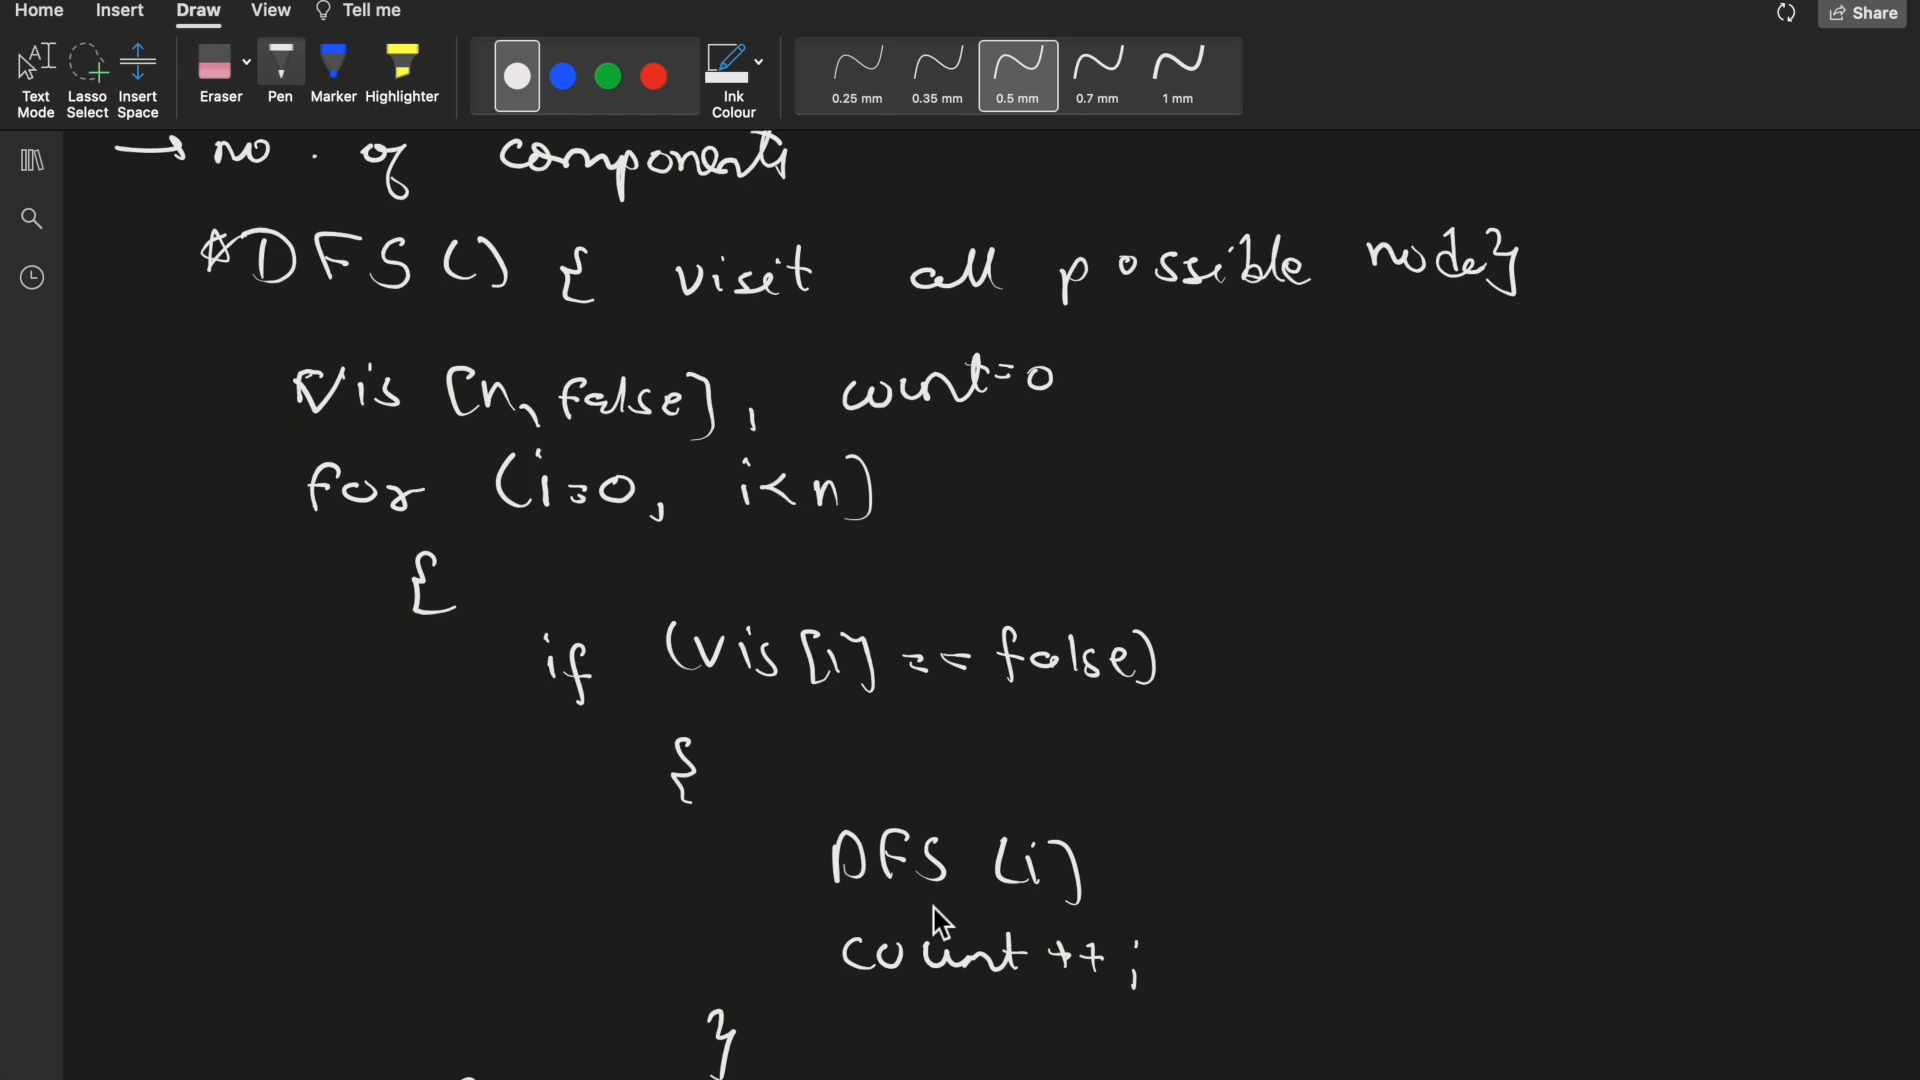 Home Insert Draw View Tell me Share
Text Mode Lasso Select Insert Space Eraser Pen Marker Highlighter Ink Colour 0.25 mm 0.35 mm 0.5 mm 0.7 mm 1 mm
→ no. of components
*DFS() { visit all possible node}
Vis [n, false], count=0
for (i=0, i<n)
{
if (vis[i] == false)
{
DFS (i)
count ++;
}